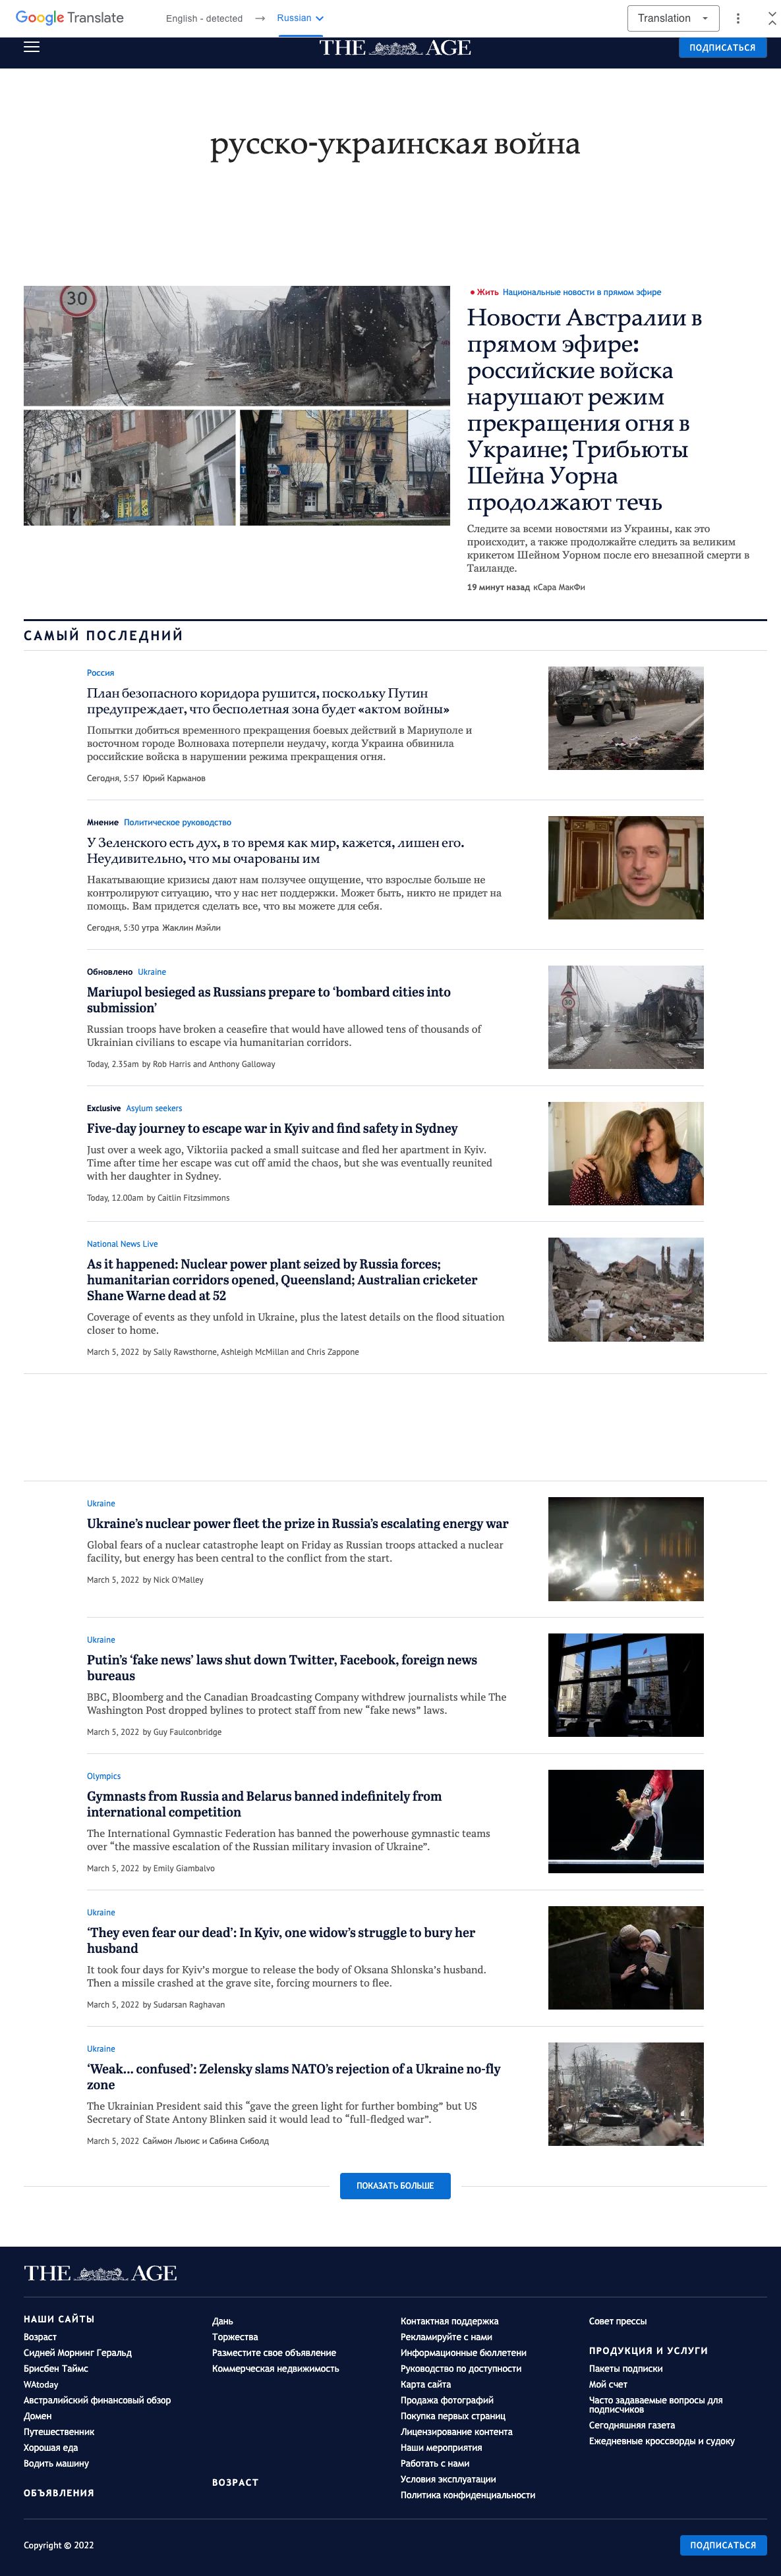 Google Translate
English - detected → Russian
Translation
THE AGE
ПОДПИСАТЬСЯ
русско-украинская война
30
• Жить Национальные новости в прямом эфире
Новости Австралии в
прямом эфире:
российские войска
нарушают режим
прекращения огня в
Украине; Трибьюты
Шейна Уорна
продолжают течь
Следите за всеми новостями из Украины, как это
происходит, а также продолжайте следить за великим
крикетом Шейном Уорном после его внезапной смерти в
Таиланде.
19 минут назад кСара МакФи
САМЫЙ ПОСЛЕДНИЙ
Россия
План безопасного коридора рушится, поскольку Путин
предупреждает, что бесполетная зона будет «актом войны»
Попытки добиться временного прекращения боевых действий в Мариуполе и
восточном городе Волноваха потерпели неудачу, когда Украина обвинила
российские войска в нарушении режима прекращения огня.
Сегодня, 5:57 Юрий Карманов
Мнение Политическое руководство
У Зеленского есть дух, в то время как мир, кажется, лишен его.
Неудивительно, что мы очарованы им
Накатывающие кризисы дают нам ползучее ощущение, что взрослые больше не
контролируют ситуацию, что у нас нет поддержки. Может быть, никто не придет на
помощь. Вам придется сделать все, что вы можете для себя.
Сегодня, 5:30 утра Жаклин Мэйли
Обновлено Ukraine
Mariupol besieged as Russians prepare to ‘bombard cities into
submission’
Russian troops have broken a ceasefire that would have allowed tens of thousands of
Ukrainian civilians to escape via humanitarian corridors.
Today, 2.35am by Rob Harris and Anthony Galloway
30
Exclusive Asylum seekers
Five-day journey to escape war in Kyiv and find safety in Sydney
Just over a week ago, Viktoriia packed a small suitcase and fled her apartment in Kyiv.
Time after time her escape was cut off amid the chaos, but she was eventually reunited
with her daughter in Sydney.
Today, 12.00am by Caitlin Fitzsimmons
National News Live
As it happened: Nuclear power plant seized by Russia forces;
humanitarian corridors opened, Queensland; Australian cricketer
Shane Warne dead at 52
Coverage of events as they unfold in Ukraine, plus the latest details on the flood situation
closer to home.
March 5, 2022 by Sally Rawsthorne, Ashleigh McMillan and Chris Zappone
Ukraine
Ukraine’s nuclear power fleet the prize in Russia’s escalating energy war
Global fears of a nuclear catastrophe leapt on Friday as Russian troops attacked a nuclear
facility, but energy has been central to the conflict from the start.
March 5, 2022 by Nick O'Malley
Ukraine
Putin’s ‘fake news’ laws shut down Twitter, Facebook, foreign news
bureaus
BBC, Bloomberg and the Canadian Broadcasting Company withdrew journalists while The
Washington Post dropped bylines to protect staff from new “fake news” laws.
March 5, 2022 by Guy Faulconbridge
Olympics
Gymnasts from Russia and Belarus banned indefinitely from
international competition
The International Gymnastic Federation has banned the powerhouse gymnastic teams
over “the massive escalation of the Russian military invasion of Ukraine”.
March 5, 2022 by Emily Giambalvo
Ukraine
‘They even fear our dead’: In Kyiv, one widow’s struggle to bury her
husband
It took four days for Kyiv’s morgue to release the body of Oksana Shlonska’s husband.
Then a missile crashed at the grave site, forcing mourners to flee.
March 5, 2022 by Sudarsan Raghavan
Ukraine
‘Weak… confused’: Zelensky slams NATO’s rejection of a Ukraine no-fly
zone
The Ukrainian President said this “gave the green light for further bombing” but US
Secretary of State Antony Blinken said it would lead to “full-fledged war”.
March 5, 2022 Саймон Льюис и Сабина Сиболд
ПОКАЗАТЬ БОЛЬШЕ
THE AGE
НАШИ САЙТЫ
Возраст
Сидней Морнинг Геральд
Брисбен Таймс
WAtoday
Австралийский финансовый обзор
Домен
Путешественник
Хорошая еда
Водить машину
ОБЪЯВЛЕНИЯ
Дань
Торжества
Разместите свое объявление
Коммерческая недвижимость
ВОЗРАСТ
Контактная поддержка
Рекламируйте с нами
Информационные бюллетени
Руководство по доступности
Карта сайта
Продажа фотографий
Покупка первых страниц
Лицензирование контента
Наши мероприятия
Работать с нами
Условия эксплуатации
Политика конфиденциальности
Совет прессы
ПРОДУКЦИЯ И УСЛУГИ
Пакеты подписки
Мой счет
Часто задаваемые вопросы для
подписчиков
Сегодняшняя газета
Ежедневные кроссворды и судоку
Copyright © 2022
ПОДПИСАТЬСЯ